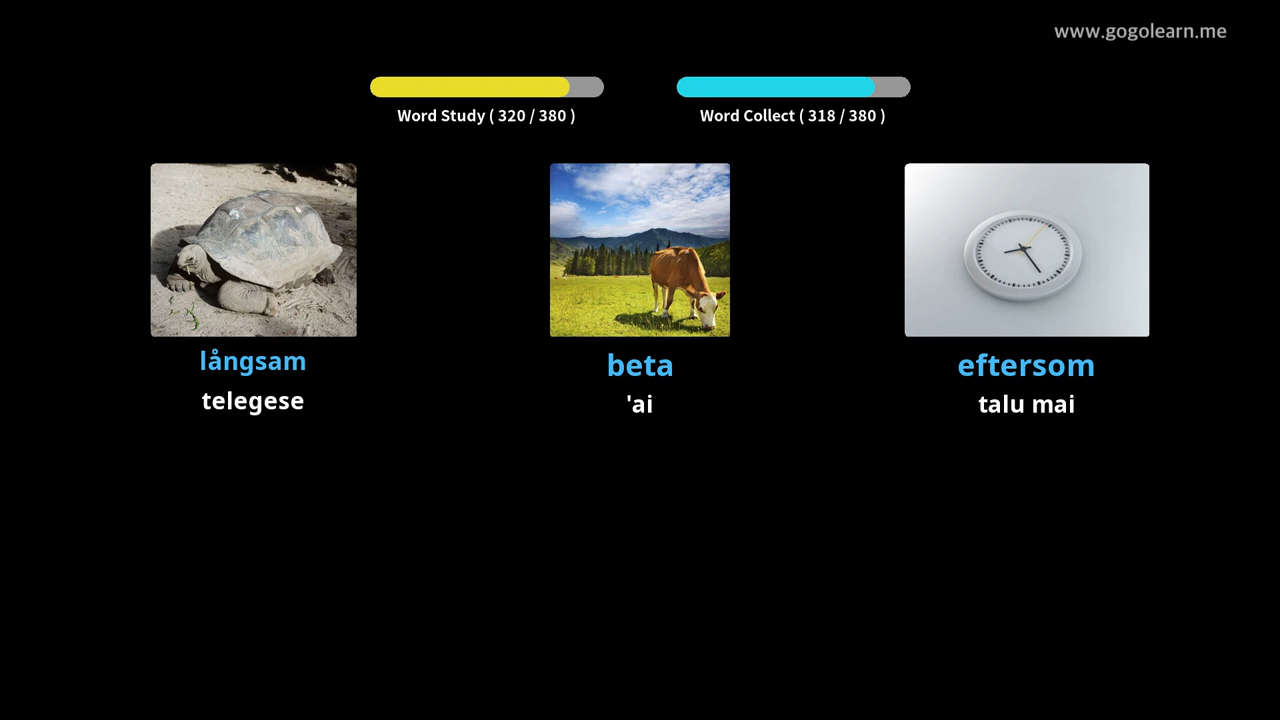 www.gogolearn.me
Word Study ( 320 / 380 )
Word Collect ( 318 / 380 )
långsam
telegese
beta
'ai
eftersom
talu mai